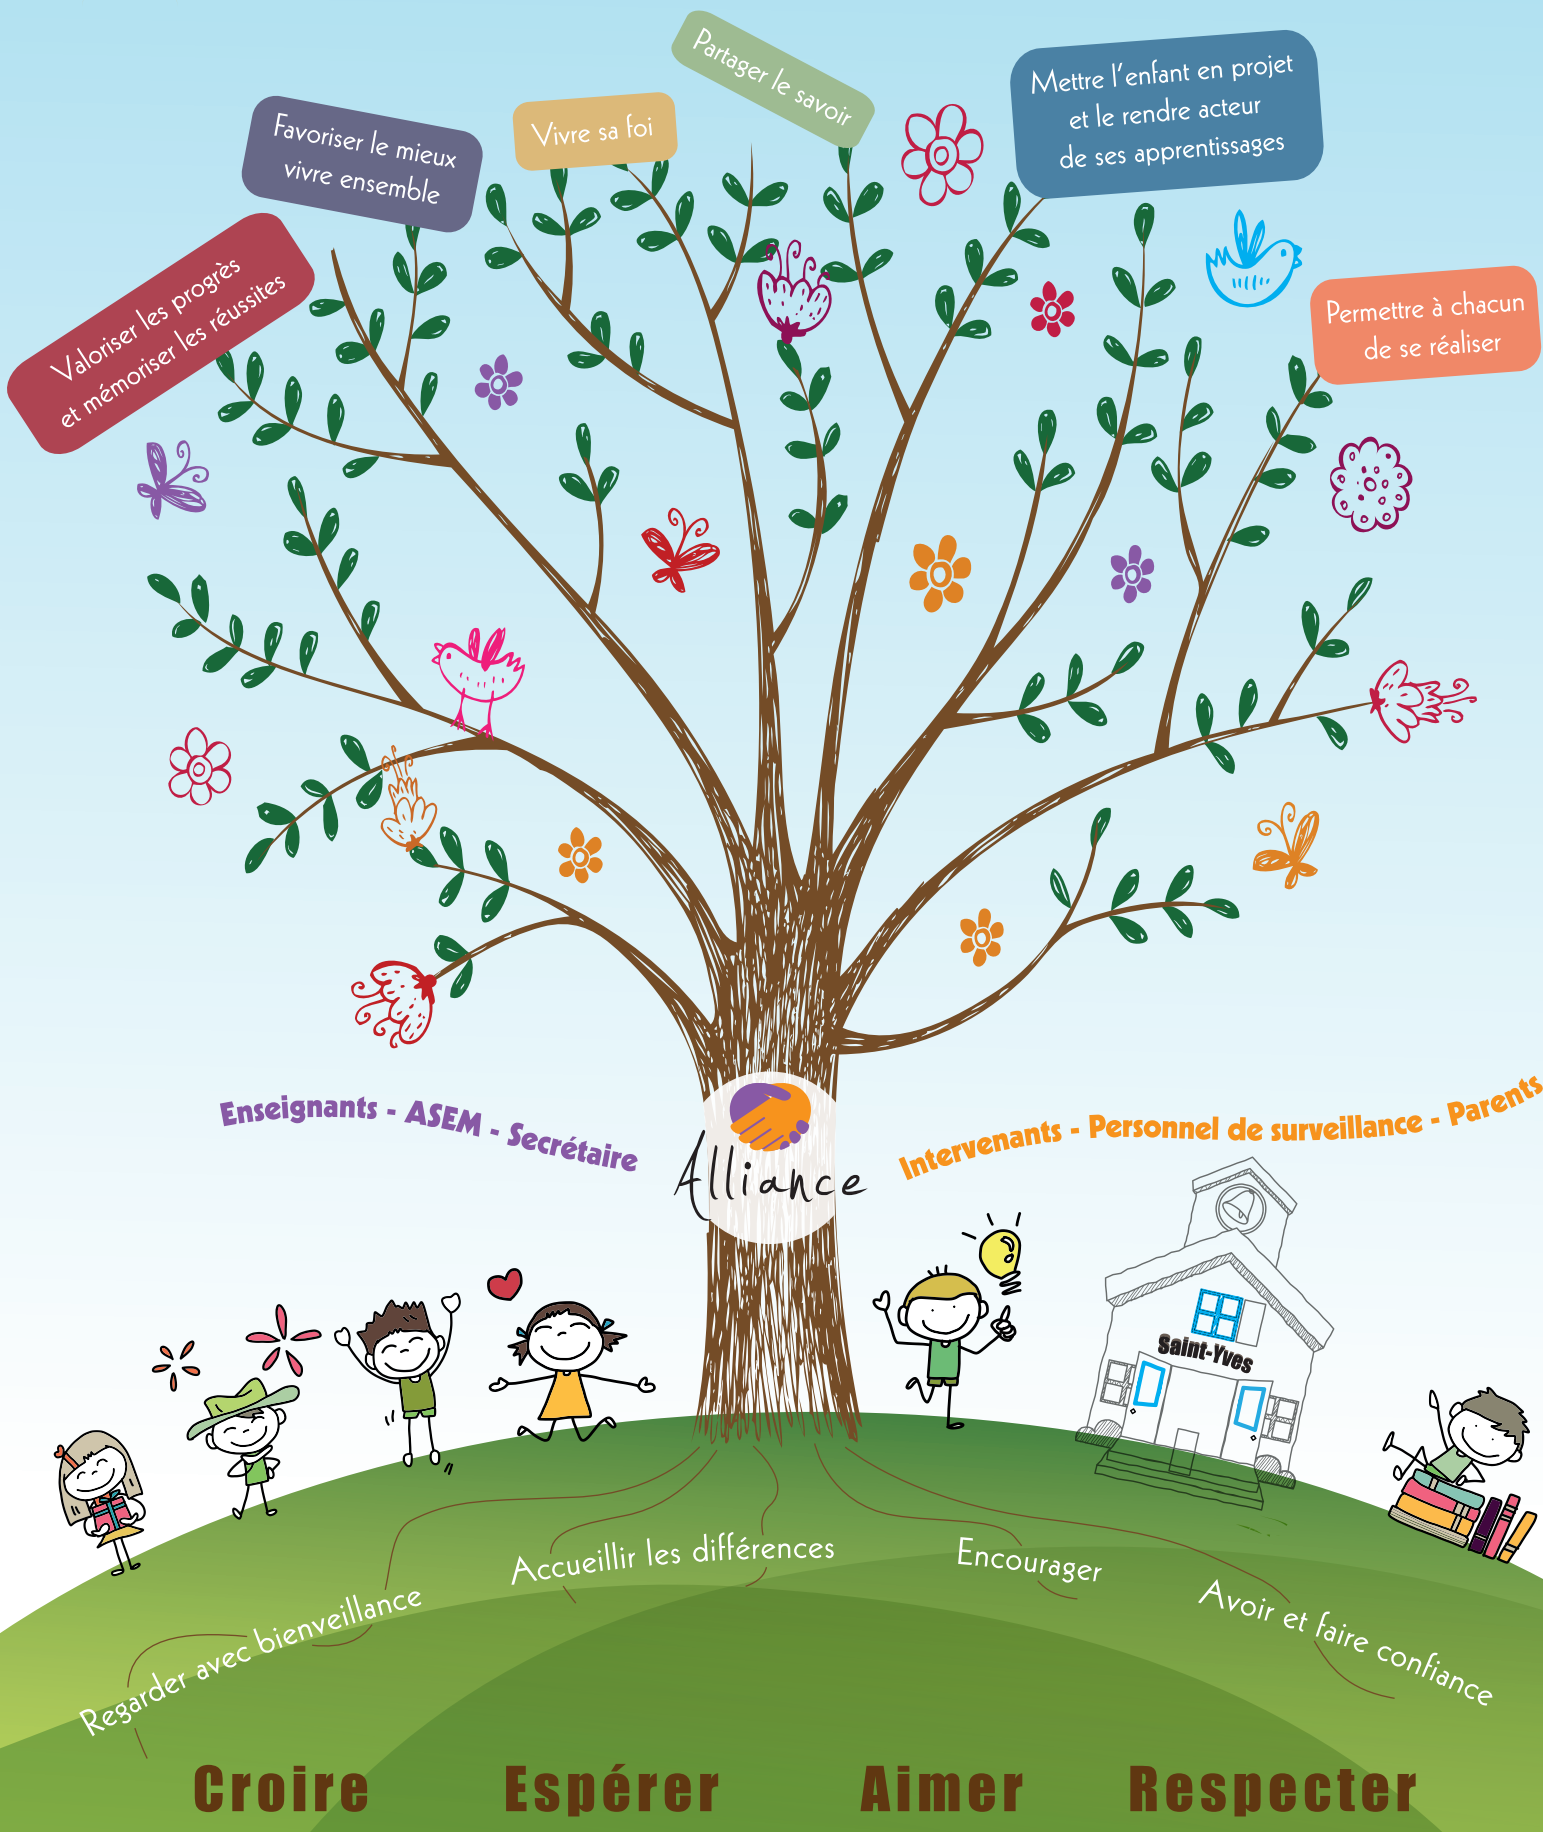 Partager le savoir
Mettre l'enfant en projet
et le rendre acteur
de ses apprentissages
Favoriser le mieux
vivre ensemble
Vivre sa foi
Valoriser les progrès
et mémoriser les réussites
Permettre à chacun
de se réaliser
Enseignants - ASEM - Secrétaire
Alliance
Intervenants - Personnel de surveillance - Parents
Saint-Yves
Regarder avec bienveillance
Accueillir les différences
Encourager
Avoir et faire confiance
Croire Espérer Aimer Respecter